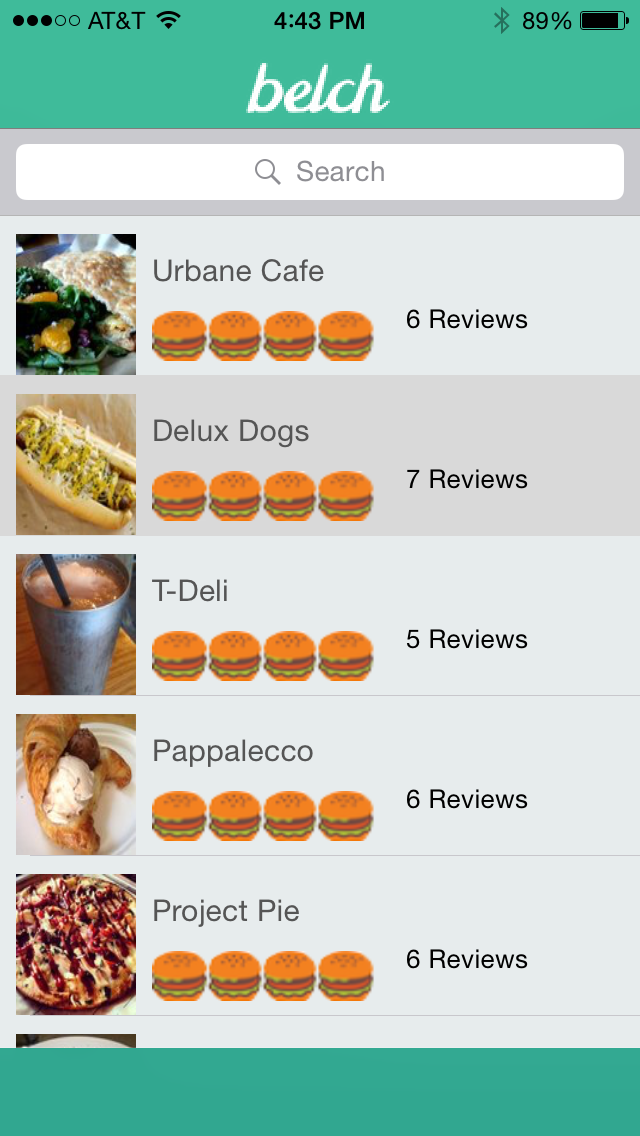 AT&T 4:43 PM 89%
belch
Search
Urbane Cafe
6 Reviews
Delux Dogs
7 Reviews
T-Deli
5 Reviews
Pappalecco
6 Reviews
Project Pie
6 Reviews